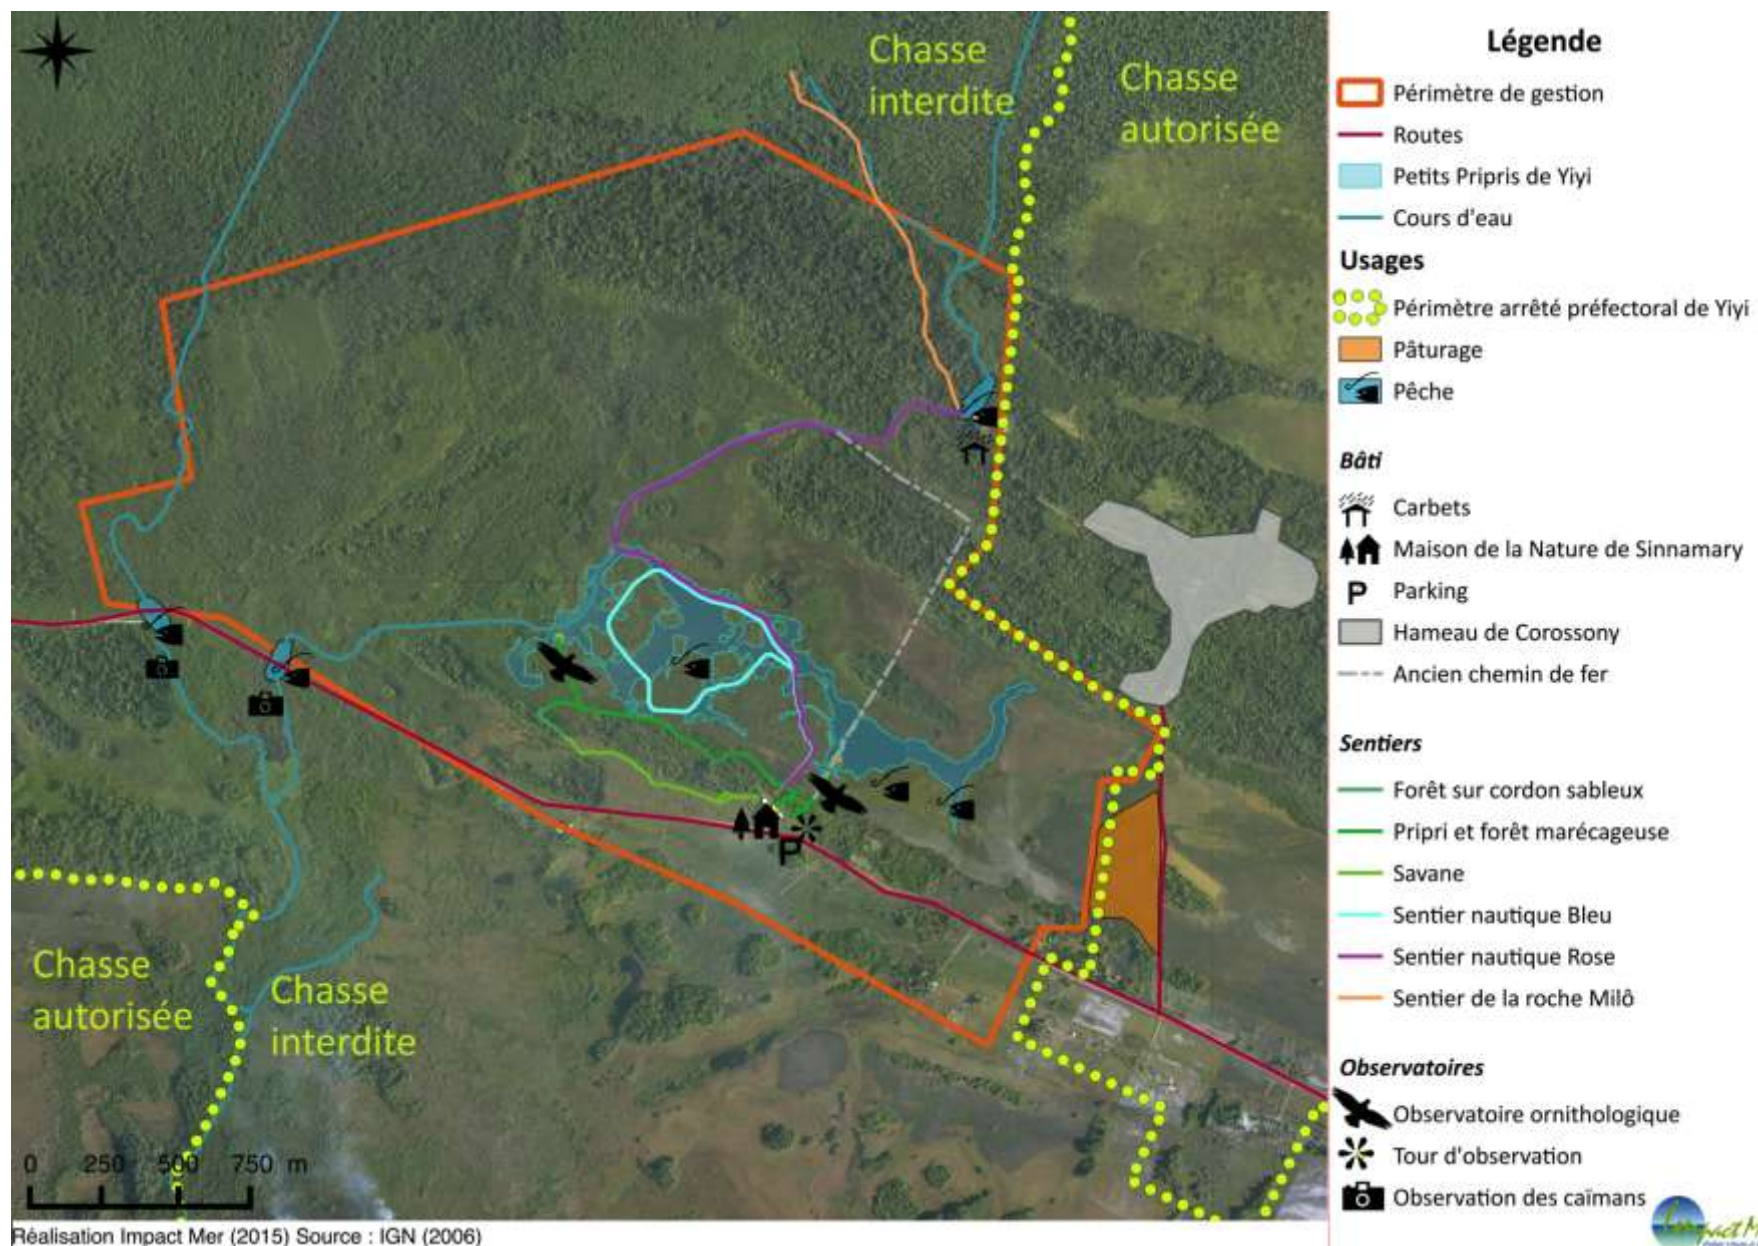 Chasse
interdite
Chasse
autorisée
Chasse
autorisée
Chasse
interdite
P
0 250 500 750 m
Réalisation Impact Mer (2015) Source : IGN (2006)
Légende
Périmètre de gestion
Routes
Petits Pripris de Yiyi
Cours d'eau
Usages
Périmètre arrêté préfectoral de Yiyi
Pâturage
Pêche
Bâti
Carbets
Maison de la Nature de Sinnamary
P Parking
Hameau de Corossony
Ancien chemin de fer
Sentiers
Forêt sur cordon sableux
Pripri et forêt marécageuse
Savane
Sentier nautique Bleu
Sentier nautique Rose
Sentier de la roche Milô
Observatoires
Observatoire ornithologique
Tour d'observation
Observation des caïmans
Impact M